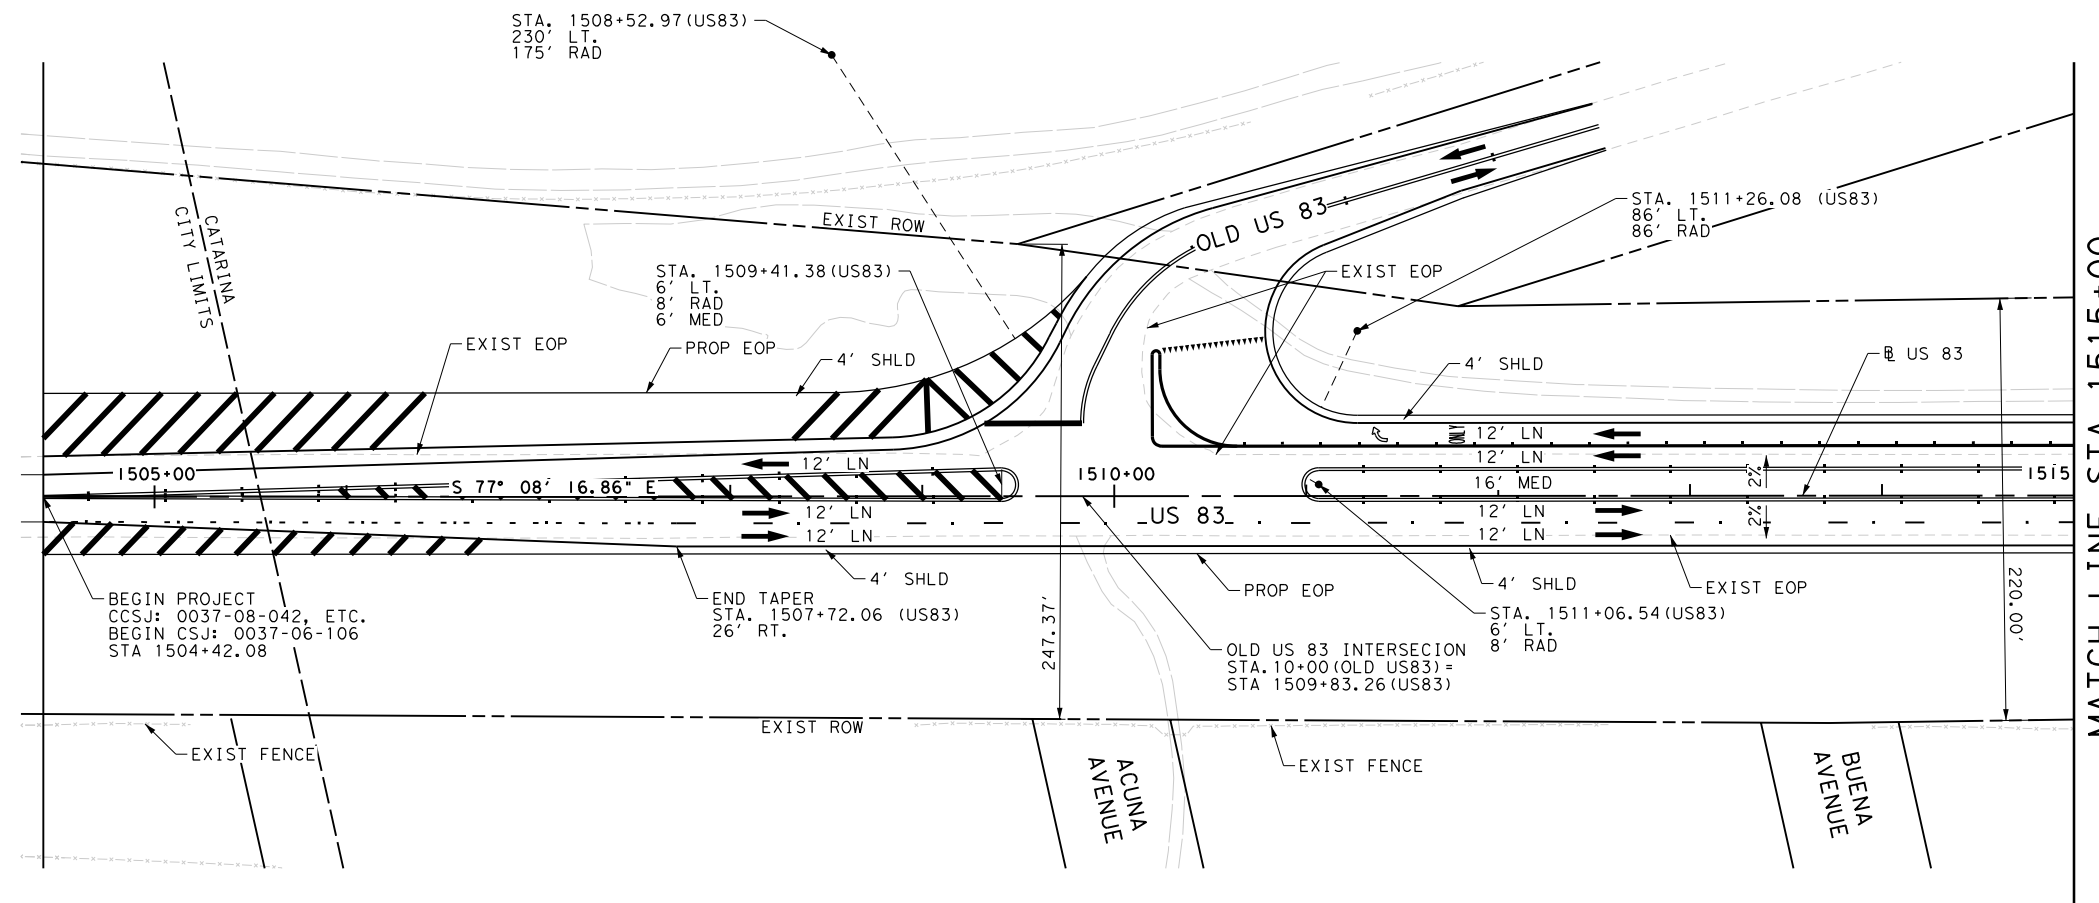 STA. 1508+52.97(US83)
230' LT.
175' RAD
CATARINA
CITY LIMITS
EXIST ROW
OLD US 83
STA. 1511+26.08 (US83)
86' LT.
86' RAD
STA. 1509+41.38(US83)
6' LT.
8' RAD
6' MED
EXIST EOP
EXIST EOP
PROP EOP
4' SHLD
4' SHLD
℄ US 83
1505+00
12' LN
1510+00
ONLY
12' LN
12' LN
16' MED
2%
1515
S 77° 08' 16.86" E
12' LN
12' LN
US 83
12' LN
12' LN
2%
BEGIN PROJECT
CCSJ: 0037-08-042, ETC.
BEGIN CSJ: 0037-06-106
STA 1504+42.08
END TAPER
STA. 1507+72.06 (US83)
26' RT.
4' SHLD
247.37'
PROP EOP
4' SHLD
EXIST EOP
STA. 1511+06.54(US83)
6' LT.
8' RAD
OLD US 83 INTERSECION
STA.10+00(OLD US83)=
STA 1509+83.26(US83)
220.00'
MATCH LINE STA 1515+00
EXIST ROW
EXIST FENCE
EXIST FENCE
ACUNA
AVENUE
BUENA
AVENUE